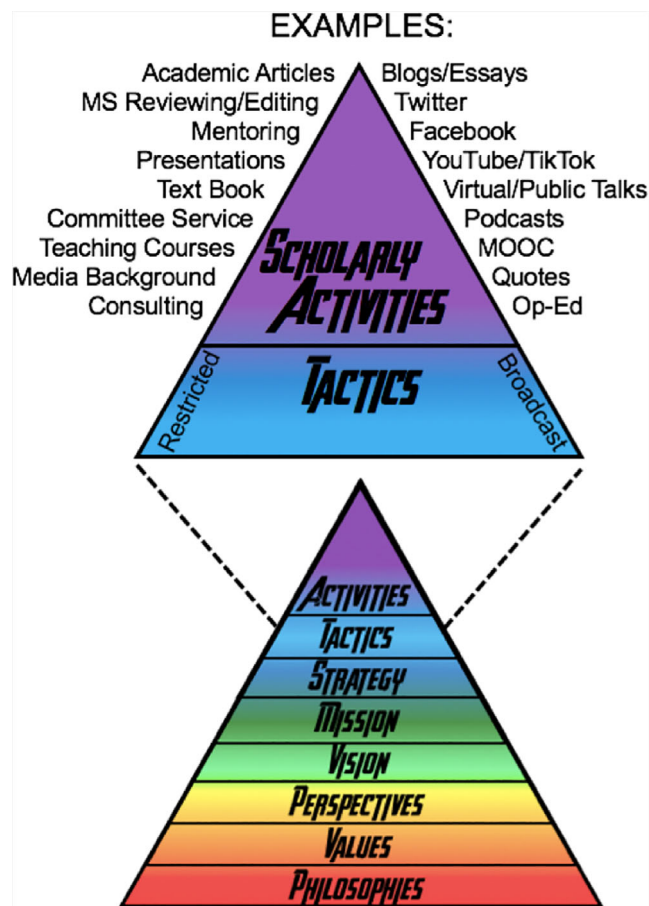 EXAMPLES:
Academic Articles Blogs/Essays
MS Reviewing/Editing Twitter
Mentoring Facebook
Presentations YouTube/TikTok
Text Book Virtual/Public Talks
Committee Service Podcasts
Teaching Courses MOOC
Media Background Quotes
Consulting Op-Ed
SCHOLARLY
ACTIVITIES
TACTICS
Restricted
Broadcast
ACTIVITIES
TACTICS
STRATEGY
MISSION
VISION
PERSPECTIVES
VALUES
PHILOSOPHIES